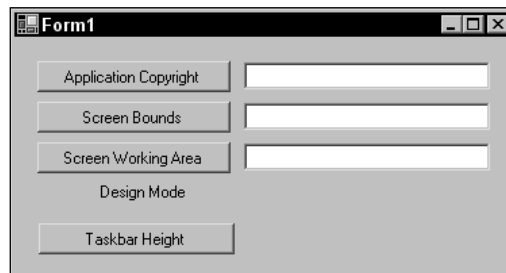 Form1
Application Copyright
Screen Bounds
Screen Working Area
Design Mode
Taskbar Height